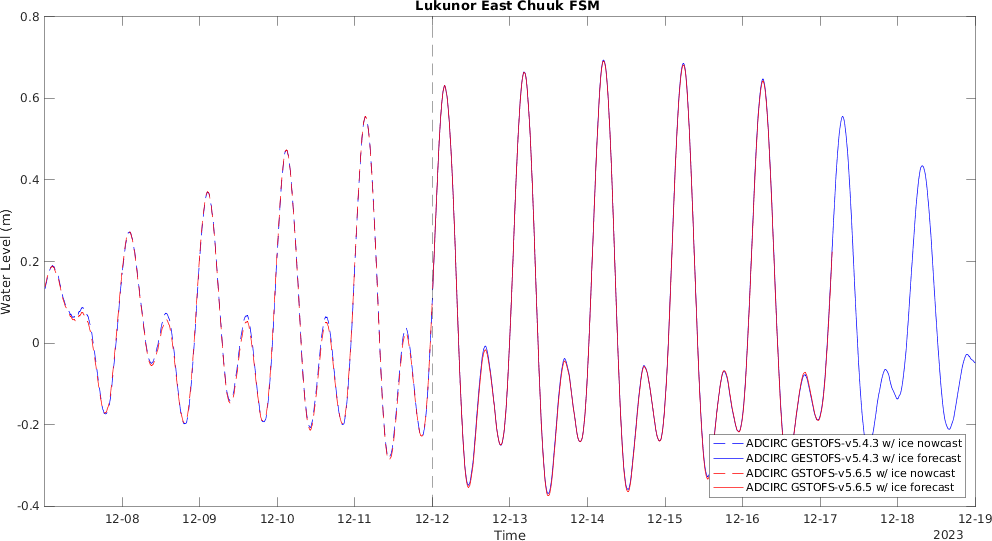 Lukunor East Chuuk FSM
0.8
0.6
0.4
0.2
0
-0.2
-0.4
Water Level (m)
12-08 12-09 12-10 12-11 12-12 12-13 12-14 12-15 12-16 12-17 12-18 12-19
Time
2023
ADCIRC GESTOFS-v5.4.3 w/ ice nowcast
ADCIRC GESTOFS-v5.4.3 w/ ice forecast
ADCIRC GSTOFS-v5.6.5 w/ ice nowcast
ADCIRC GSTOFS-v5.6.5 w/ ice forecast